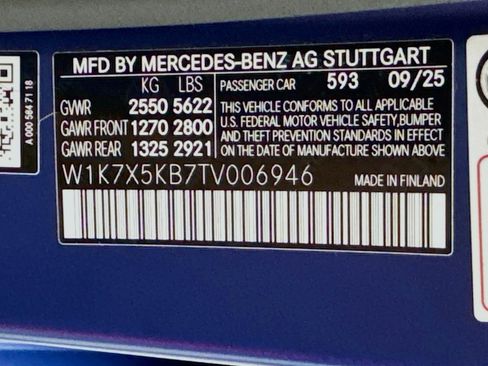 MFD BY MERCEDES-BENZ AG STUTTGART
KG LBS
PASSENGER CAR 593 09/25
GVWR 2550 5622
GAWR FRONT 1270 2800
GAWR REAR 1325 2921
THIS VEHICLE CONFORMS TO ALL APPLICABLE
U.S. FEDERAL MOTOR VEHICLE SAFETY,BUMPER
AND THEFT PREVENTION STANDARDS IN EFFECT
ON THE DATE OF MANUFACTURE SHOWN ABOVE.
W1K7X5KB7TV006946
MADE IN FINLAND
A 000 584 71 18